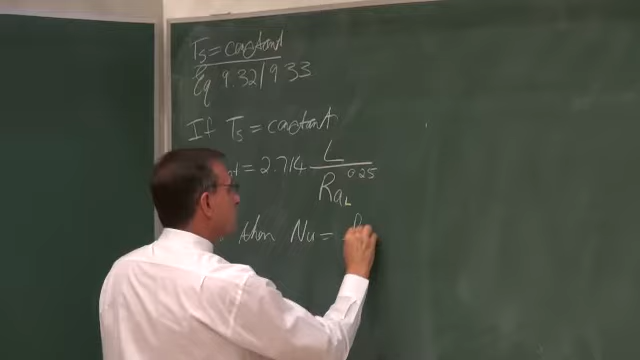 Ts = constant
Eq 9.32/9.33
If Ts = constant
= 2.714 L
Ra_L^0.25
then Nu =